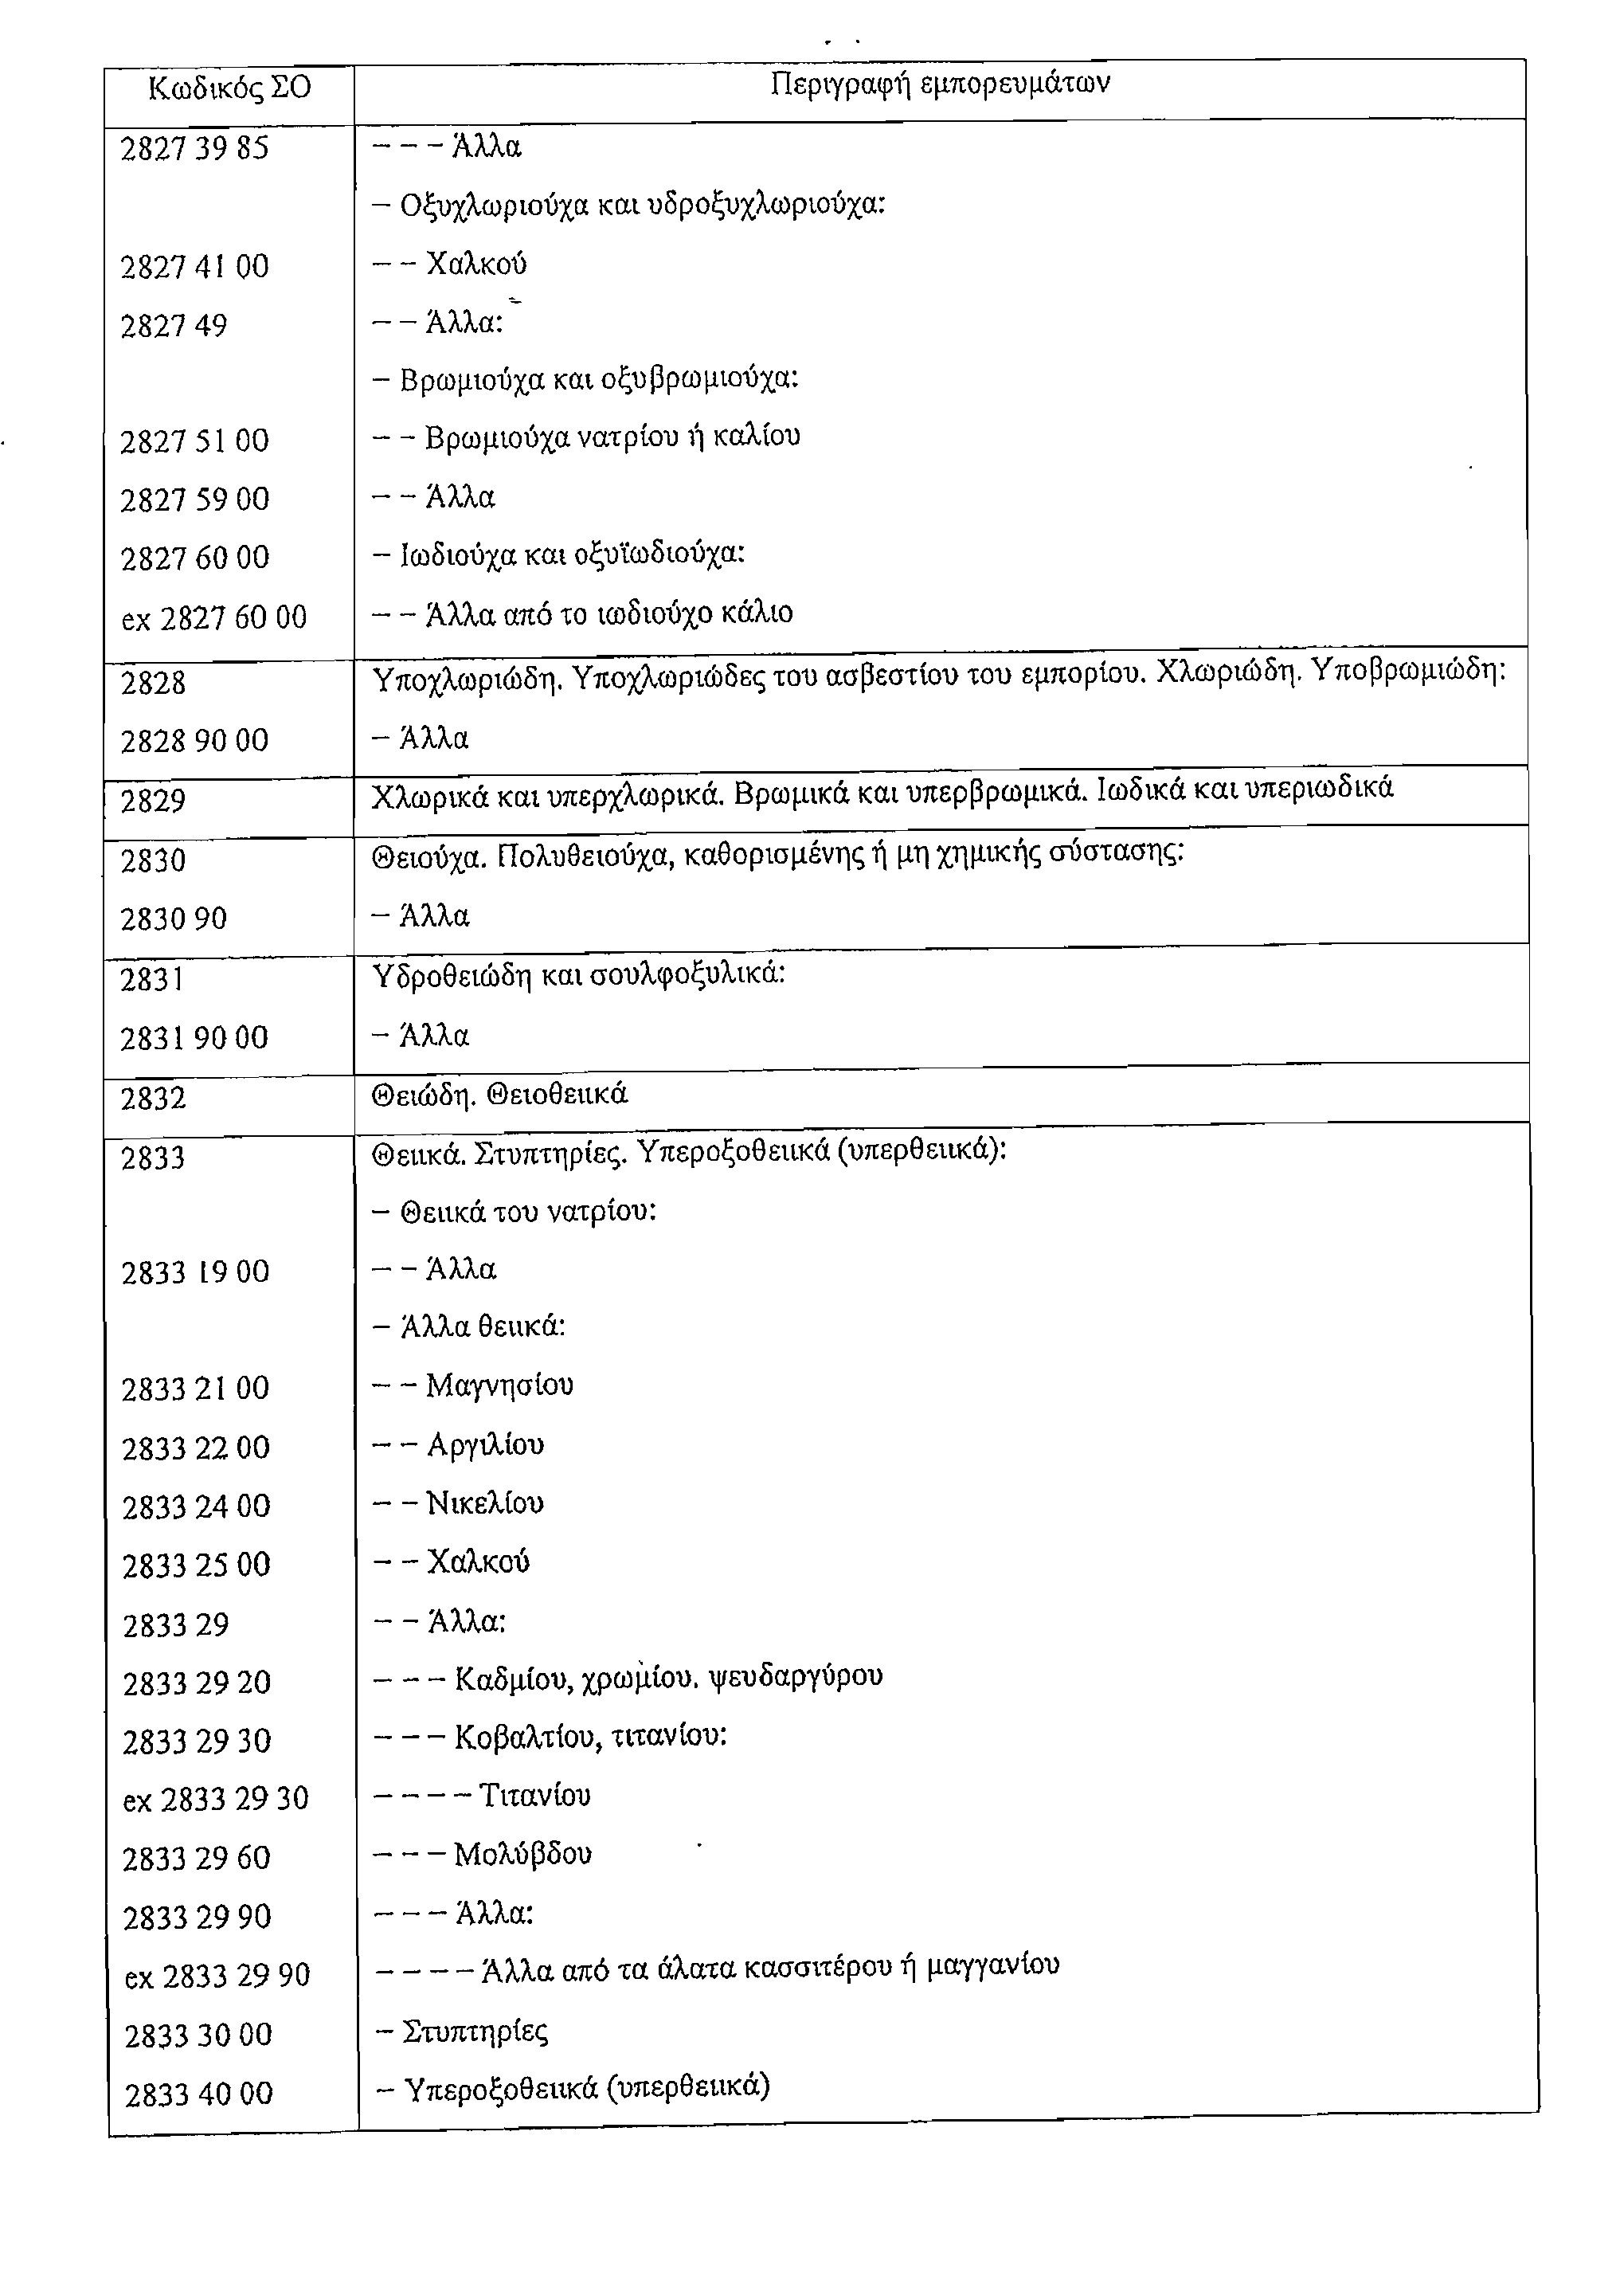 Κωδικός ΣΟ Περιγραφή εμπορευμάτων
2827 39 85 – – – Άλλα
– Οξυχλωριούχα και υδροξυχλωριούχα:
2827 41 00 – – Χαλκού
2827 49 – – Άλλα:
– Βρωμιούχα και οξυβρωμιούχα:
2827 51 00 – – Βρωμιούχα νατρίου ή καλίου
2827 59 00 – – Άλλα
2827 60 00 – Ιωδιούχα και οξυϊωδιούχα:
ex 2827 60 00 – – Άλλα από το ιωδιούχο κάλιο
2828 Υποχλωριώδη. Υποχλωριώδες του ασβεστίου του εμπορίου. Χλωριώδη. Υποβρωμιώδη:
2828 90 00 – Άλλα
2829 Χλωρικά και υπερχλωρικά. Βρωμικά και υπερβρωμικά. Ιωδικά και υπεριωδικά
2830 Θειούχα. Πολυθειούχα, καθορισμένης ή μη χημικής σύστασης:
2830 90 – Άλλα
2831 Υδροθειώδη και σουλφοξυλικά:
2831 90 00 – Άλλα
2832 Θειώδη. Θειοθειικά
2833 Θειικά. Στυπτηρίες. Υπεροξοθειικά (υπερθειικά):
– Θειικά του νατρίου:
2833 19 00 – – Άλλα
– Άλλα θειικά:
2833 21 00 – – Μαγνησίου
2833 22 00 – – Αργιλίου
2833 24 00 – – Νικελίου
2833 25 00 – – Χαλκού
2833 29 – – Άλλα:
2833 29 20 – – – Καδμίου, χρωμίου. ψευδαργύρου
2833 29 30 – – – Κοβαλτίου, τιτανίου:
ex 2833 29 30 – – – – Τιτανίου
2833 29 60 – – – Μολύβδου
2833 29 90 – – – Άλλα:
ex 2833 29 90 – – – – Άλλα από τα άλατα κασσιτέρου ή μαγγανίου
2833 30 00 – Στυπτηρίες
2833 40 00 – Υπεροξοθειικά (υπερθειικά)